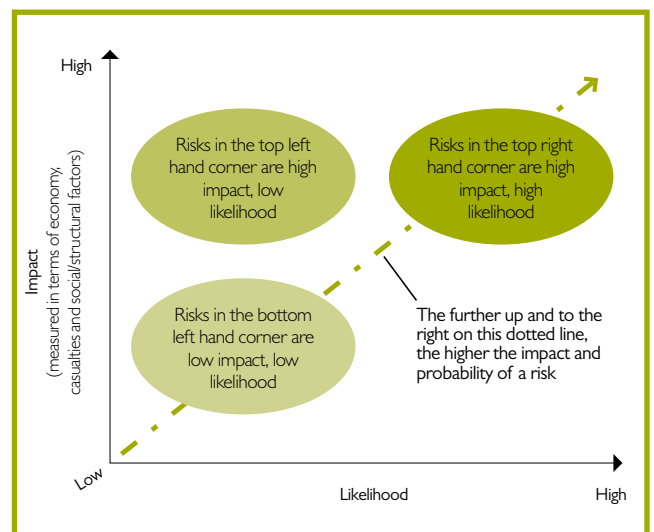 High
Risks in the top left
hand corner are high
impact, low
likelihood
Risks in the top right
hand corner are high
impact, high
likelihood
Impact
(measured in terms of economy,
casualties and social/structural factors)
Risks in the bottom
left hand corner are
low impact, low
likelihood
The further up and to the
right on this dotted line,
the higher the impact and
probability of a risk
Low
Likelihood
High